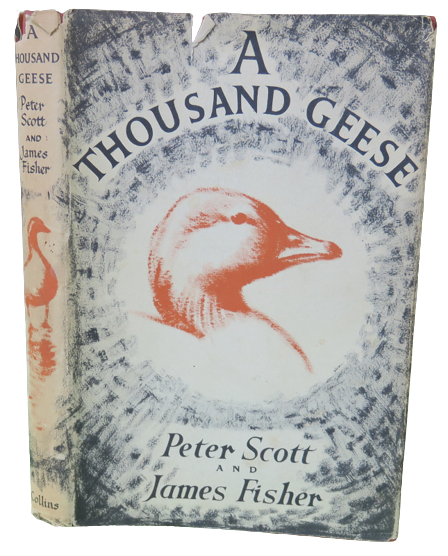 A
THOUSAND
GEESE
Peter
Scott
AND
James
Fisher
Collins
A
THOUSAND GEESE
Peter Scott
AND
James Fisher